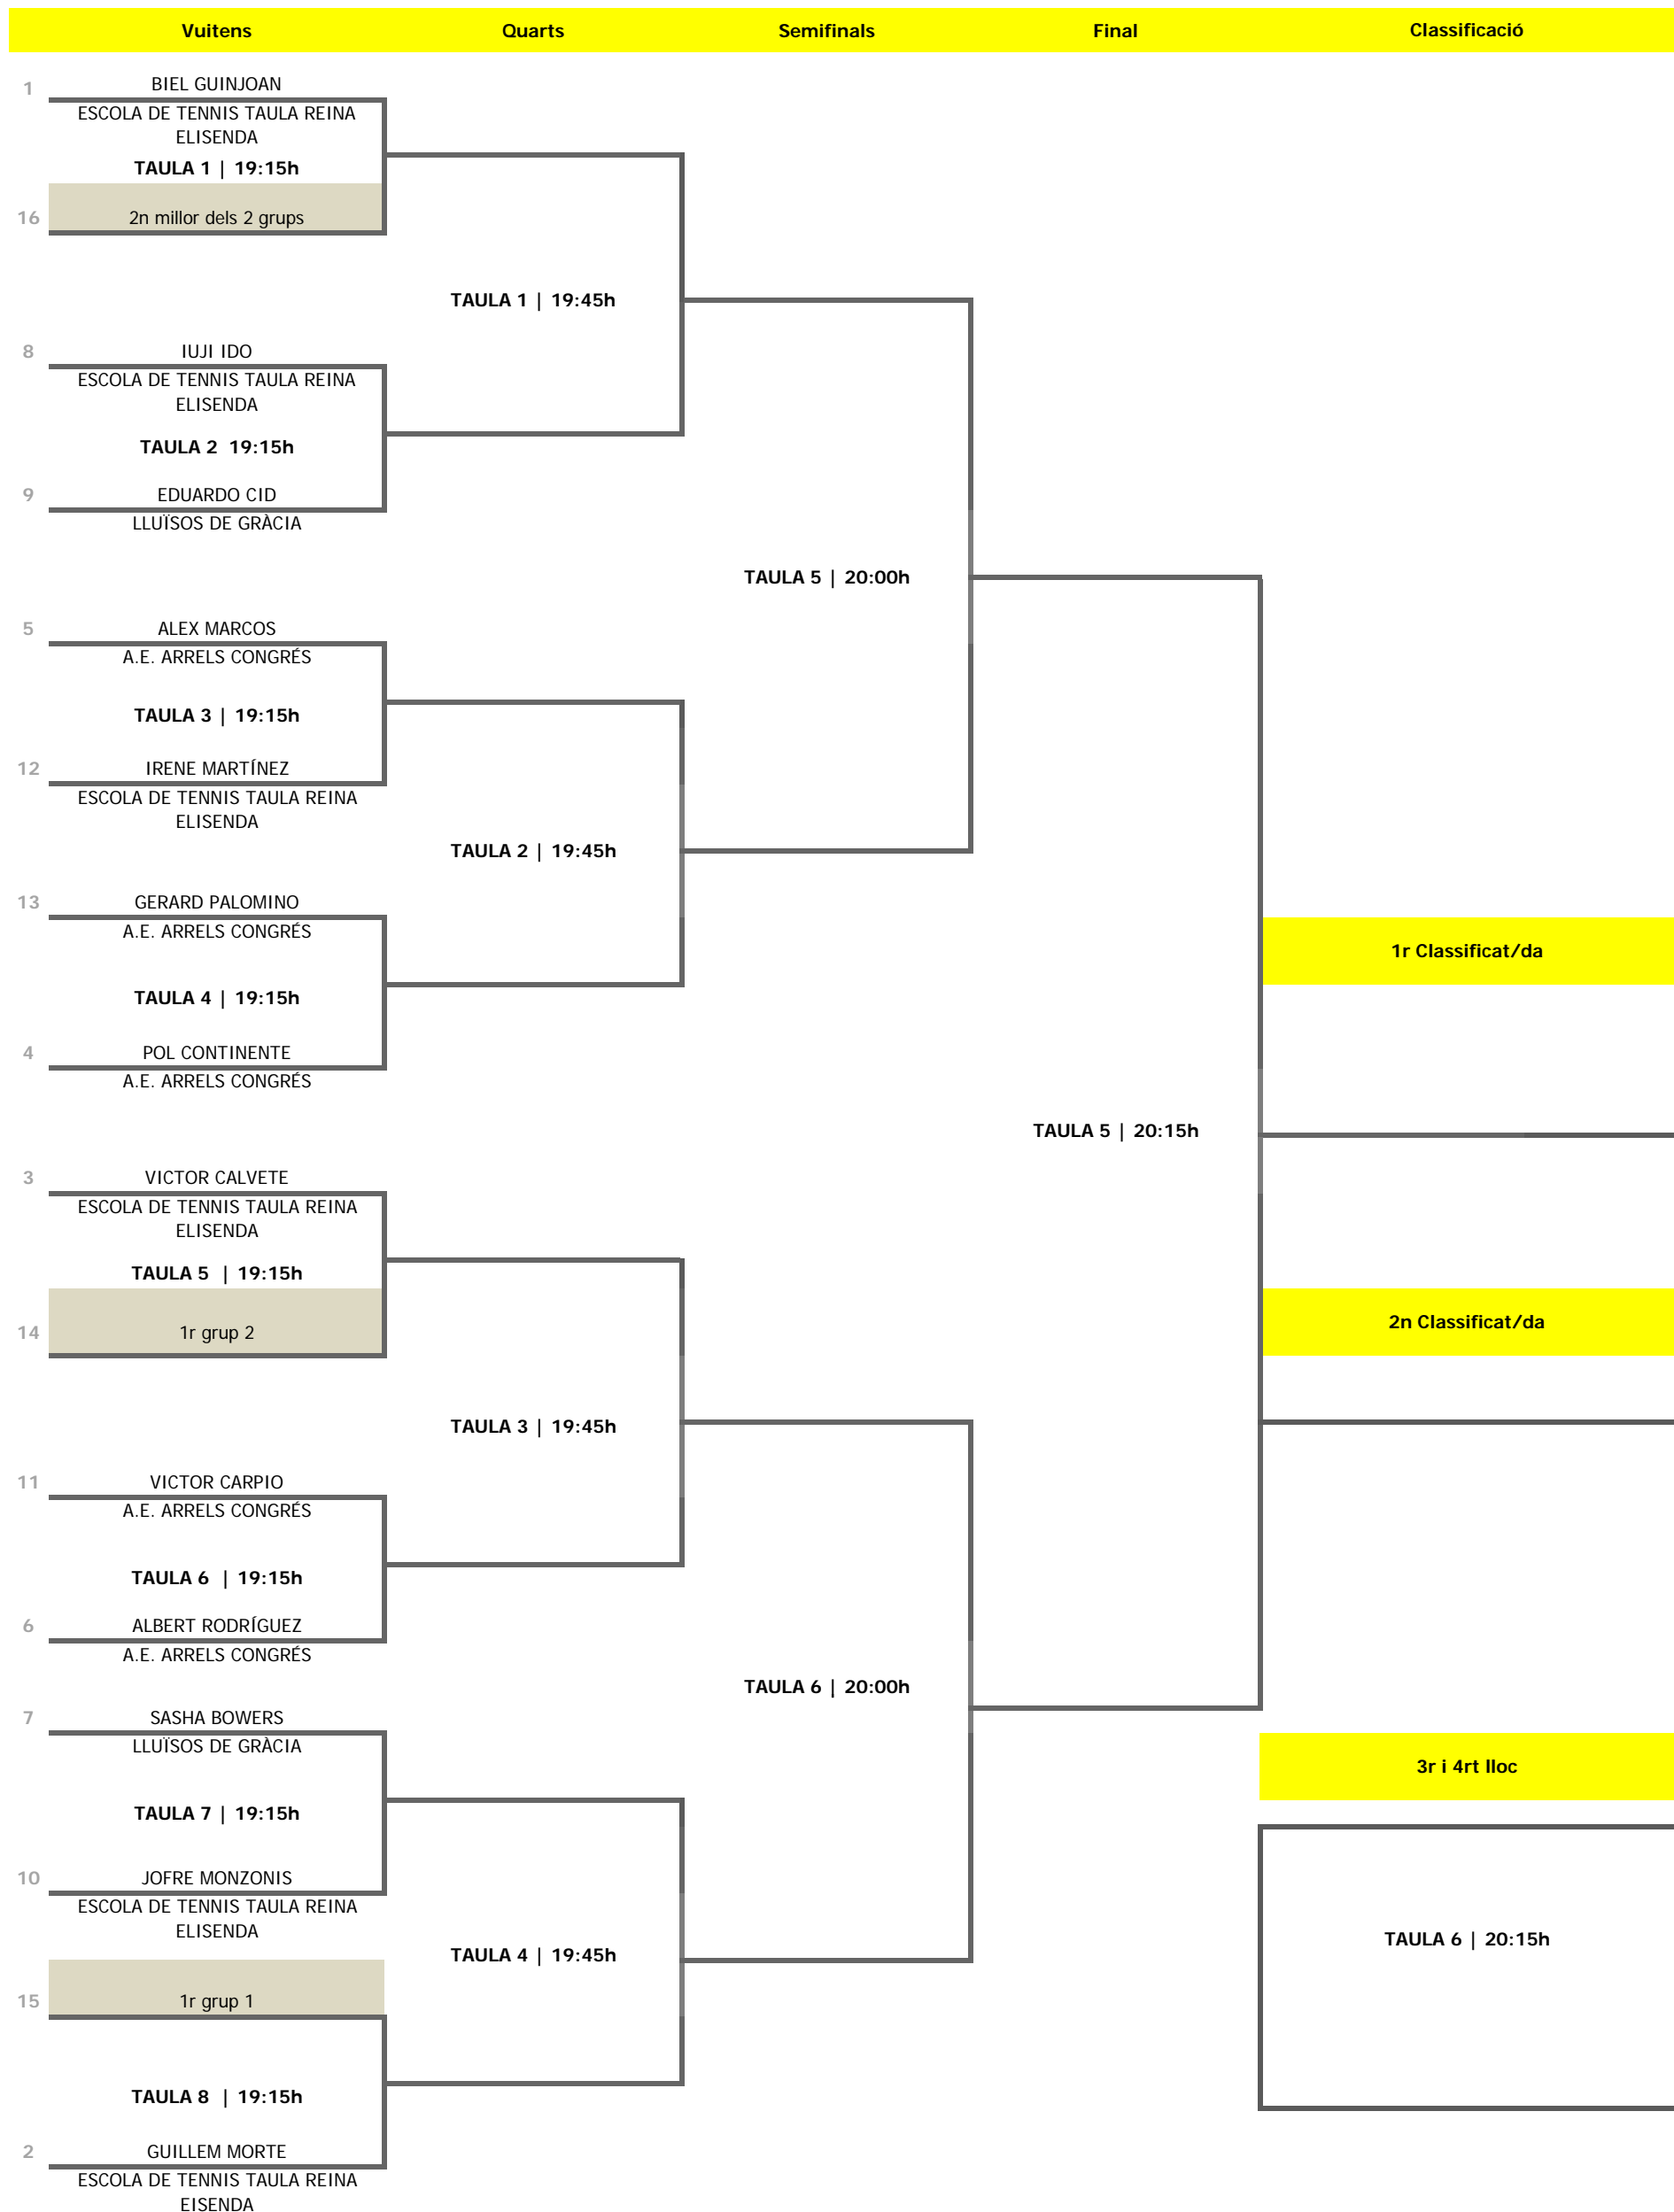 Vuitens Quarts Semifinals Final Classificació
1 BIEL GUINJOAN
ESCOLA DE TENNIS TAULA REINA
ELISENDA
TAULA 1 | 19:15h
16 2n millor dels 2 grups
TAULA 1 | 19:45h
8 IUJI IDO
ESCOLA DE TENNIS TAULA REINA
ELISENDA
TAULA 2 19:15h
9 EDUARDO CID
LLUÏSOS DE GRÀCIA
TAULA 5 | 20:00h
5 ALEX MARCOS
A.E. ARRELS CONGRÉS
TAULA 3 | 19:15h
12 IRENE MARTÍNEZ
ESCOLA DE TENNIS TAULA REINA
ELISENDA
TAULA 2 | 19:45h
13 GERARD PALOMINO
A.E. ARRELS CONGRÉS
1r Classificat/da
TAULA 4 | 19:15h
4 POL CONTINENTE
A.E. ARRELS CONGRÉS
TAULA 5 | 20:15h
3 VICTOR CALVETE
ESCOLA DE TENNIS TAULA REINA
ELISENDA
TAULA 5 | 19:15h
2n Classificat/da
14 1r grup 2
TAULA 3 | 19:45h
11 VICTOR CARPIO
A.E. ARRELS CONGRÉS
TAULA 6 | 19:15h
6 ALBERT RODRÍGUEZ
A.E. ARRELS CONGRÉS
TAULA 6 | 20:00h
7 SASHA BOWERS
LLUÏSOS DE GRÀCIA
3r i 4rt lloc
TAULA 7 | 19:15h
10 JOFRE MONZONIS
ESCOLA DE TENNIS TAULA REINA
ELISENDA
TAULA 6 | 20:15h
TAULA 4 | 19:45h
15 1r grup 1
TAULA 8 | 19:15h
2 GUILLEM MORTE
ESCOLA DE TENNIS TAULA REINA
EISENDA